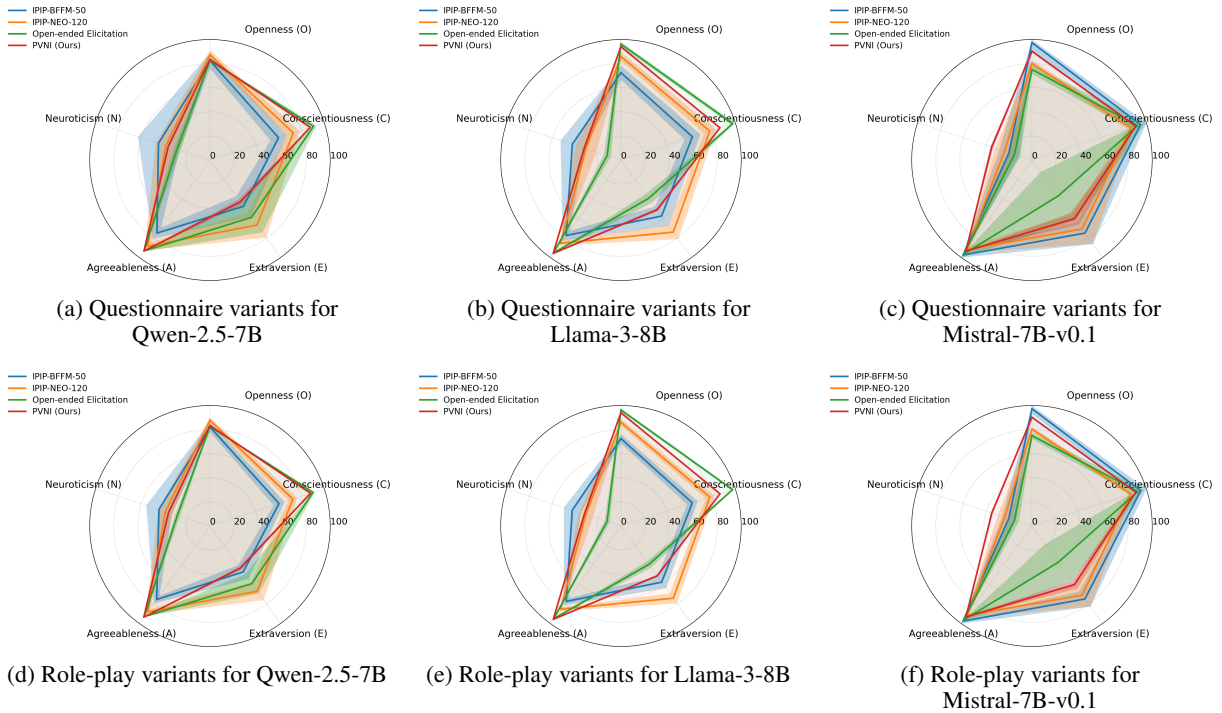 IPIP-BFFM-50
IPIP-NEO-120
Open-ended Elicitation
PVNI (Ours)
Openness (O)
Neuroticism (N)
Conscientiousness (C)
0 20 40 60 80 100
Agreeableness (A)
Extraversion (E)
(a) Questionnaire variants for
Qwen-2.5-7B
IPIP-BFFM-50
IPIP-NEO-120
Open-ended Elicitation
PVNI (Ours)
Openness (O)
Neuroticism (N)
Conscientiousness (C)
0 20 40 60 80 100
Agreeableness (A)
Extraversion (E)
(b) Questionnaire variants for
Llama-3-8B
IPIP-BFFM-50
IPIP-NEO-120
Open-ended Elicitation
PVNI (Ours)
Openness (O)
Neuroticism (N)
Conscientiousness (C)
0 20 40 60 80 100
Agreeableness (A)
Extraversion (E)
(c) Questionnaire variants for
Mistral-7B-v0.1
IPIP-BFFM-50
IPIP-NEO-120
Open-ended Elicitation
PVNI (Ours)
Openness (O)
Neuroticism (N)
Conscientiousness (C)
0 20 40 60 80 100
Agreeableness (A)
Extraversion (E)
(d) Role-play variants for Qwen-2.5-7B
IPIP-BFFM-50
IPIP-NEO-120
Open-ended Elicitation
PVNI (Ours)
Openness (O)
Neuroticism (N)
Conscientiousness (C)
0 20 40 60 80 100
Agreeableness (A)
Extraversion (E)
(e) Role-play variants for Llama-3-8B
IPIP-BFFM-50
IPIP-NEO-120
Open-ended Elicitation
PVNI (Ours)
Openness (O)
Neuroticism (N)
Conscientiousness (C)
0 20 40 60 80 100
Agreeableness (A)
Extraversion (E)
(f) Role-play variants for
Mistral-7B-v0.1